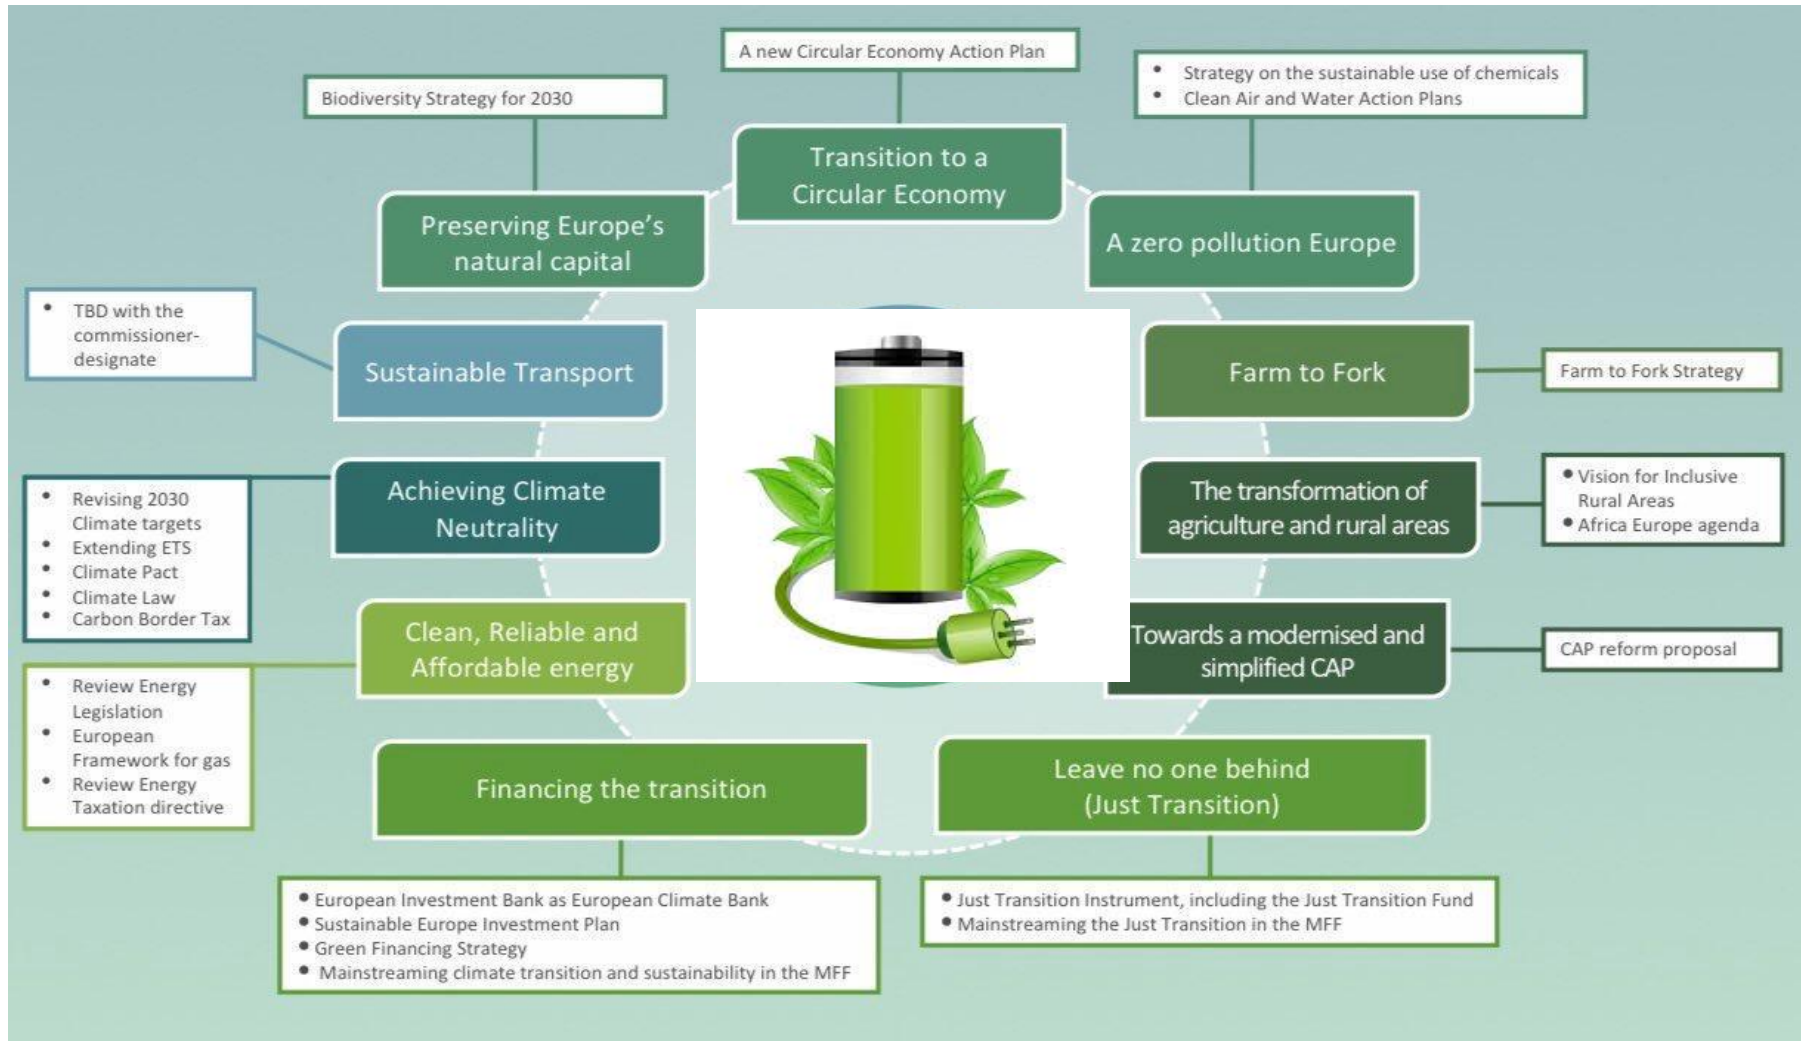 A new Circular Economy Action Plan
Biodiversity Strategy for 2030
• Strategy on the sustainable use of chemicals
• Clean Air and Water Action Plans
Transition to a
Circular Economy
Preserving Europe's
natural capital
A zero pollution Europe
• TBD with the
commissioner-
designate
Sustainable Transport
Farm to Fork
Farm to Fork Strategy
• Revising 2030
Climate targets
• Extending ETS
• Climate Pact
• Climate Law
• Carbon Border Tax
Achieving Climate
Neutrality
The transformation of
agriculture and rural areas
• Vision for Inclusive
Rural Areas
• Africa Europe agenda
Clean, Reliable and
Affordable energy
Towards a modernised and
simplified CAP
CAP reform proposal
• Review Energy
Legislation
• European
Framework for gas
• Review Energy
Taxation directive
Financing the transition
Leave no one behind
(Just Transition)
• European Investment Bank as European Climate Bank
• Sustainable Europe Investment Plan
• Green Financing Strategy
• Mainstreaming climate transition and sustainability in the MFF
• Just Transition Instrument, including the Just Transition Fund
• Mainstreaming the Just Transition in the MFF